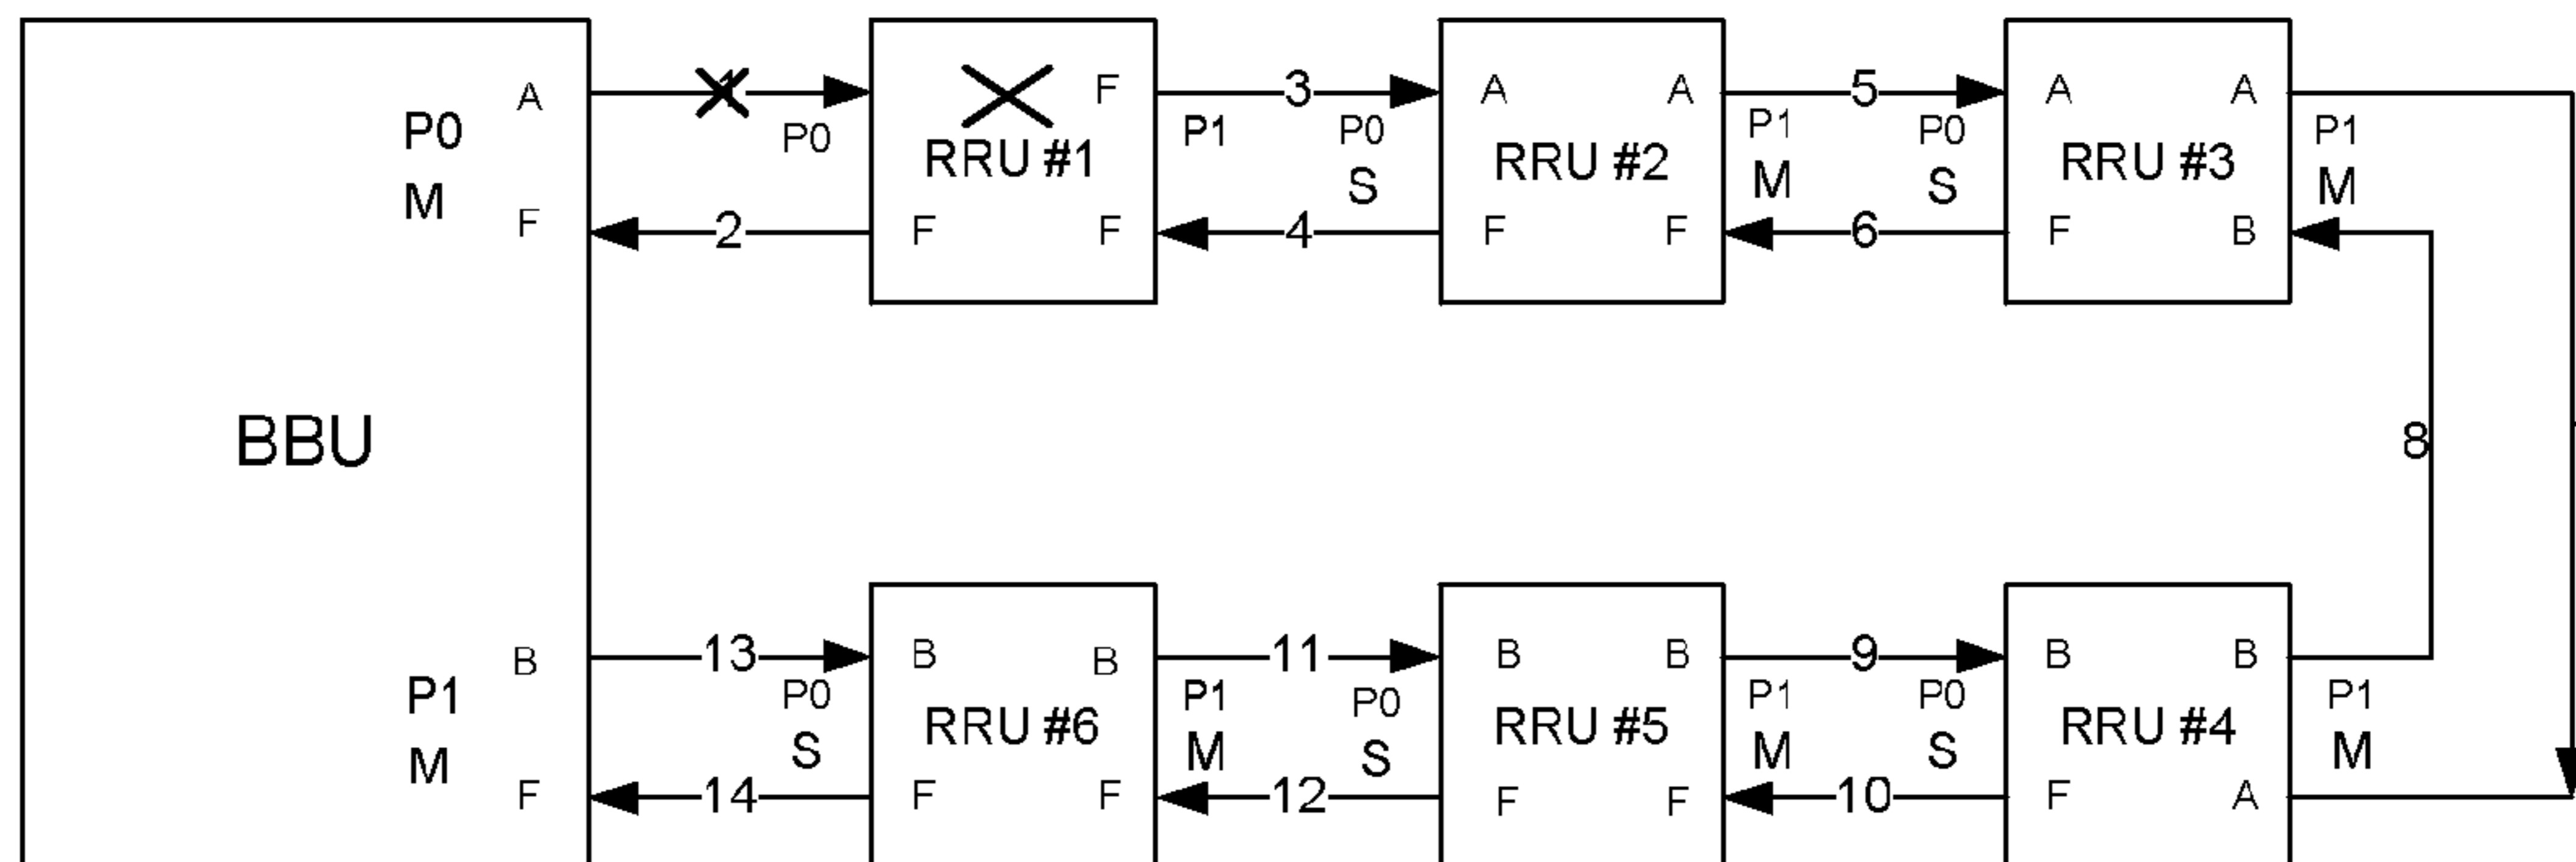 A 1 F 3 A A 5 A A
P0 P0 P1 P0 P1 P0 P1
RRU #1 RRU #2 RRU #3
M S M S M
F 2 F F 4 F F 6 F B
BBU
8
B 13 B B 11 B B 9 B B
P1 P0 P1 P0 P1 P0 P1
RRU #6 RRU #5 RRU #4
M S M S M S M
F 14 F F 12 F F 10 F A